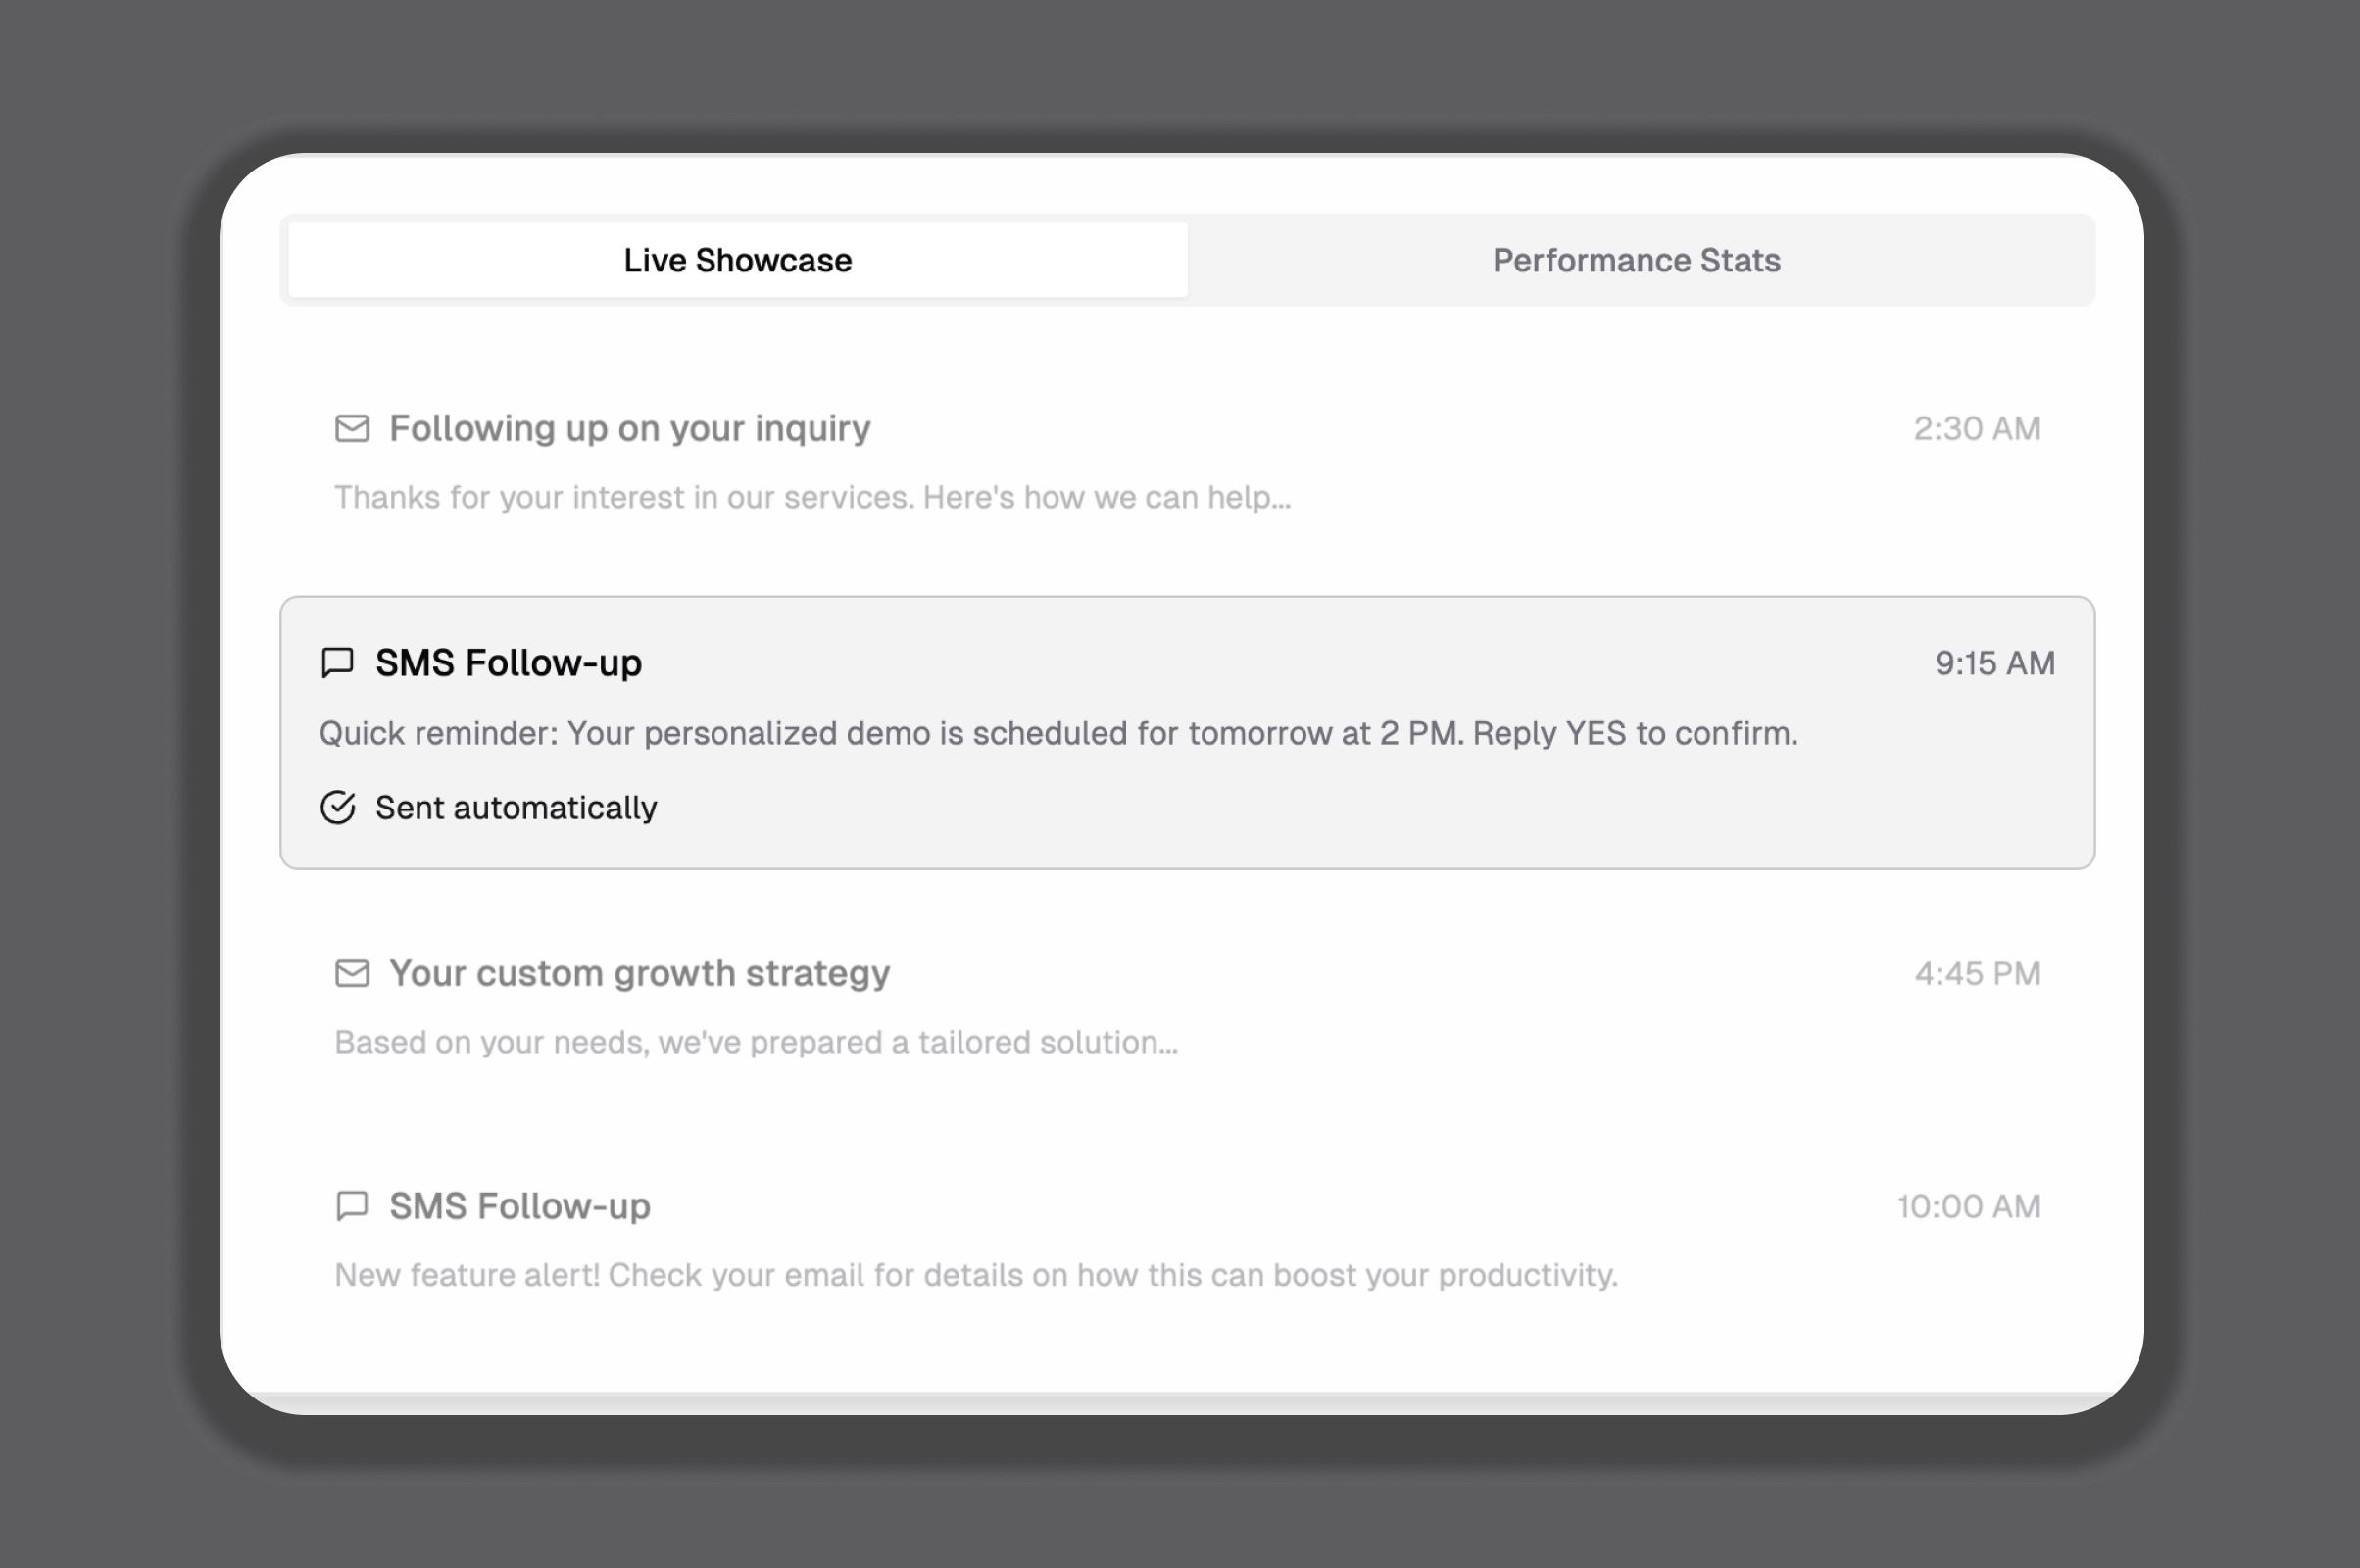 Live Showcase
Performance Stats
Following up on your inquiry
2:30 AM
Thanks for your interest in our services. Here's how we can help...
SMS Follow-up
9:15 AM
Quick reminder: Your personalized demo is scheduled for tomorrow at 2 PM. Reply YES to confirm.
Sent automatically
Your custom growth strategy
4:45 PM
Based on your needs, we've prepared a tailored solution...
SMS Follow-up
10:00 AM
New feature alert! Check your email for details on how this can boost your productivity.